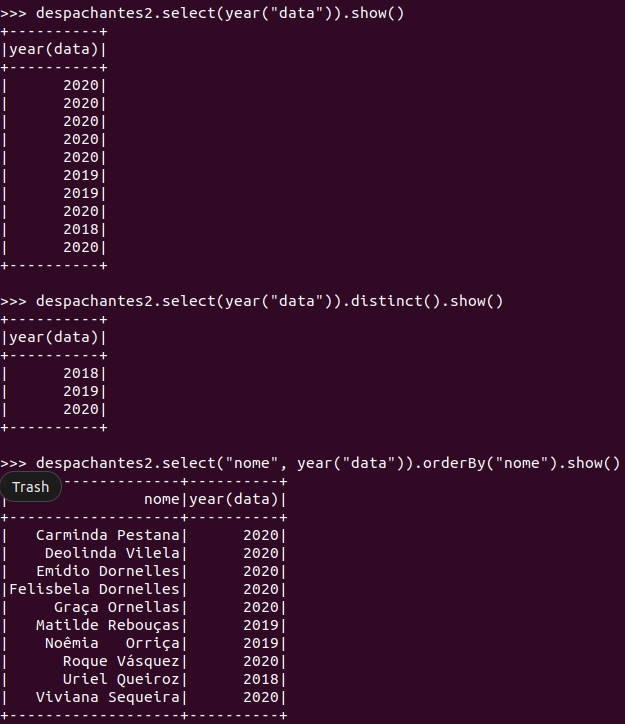 >>> despachantes2.select(year("data")).show()
+----------+
|year(data)|
+----------+
|      2020|
|      2020|
|      2020|
|      2020|
|      2020|
|      2019|
|      2019|
|      2020|
|      2018|
|      2020|
+----------+

>>> despachantes2.select(year("data")).distinct().show()
+----------+
|year(data)|
+----------+
|      2018|
|      2019|
|      2020|
+----------+

>>> despachantes2.select("nome", year("data")).orderBy("nome").show()
Trash -------------+----------+
|               nome|year(data)|
+-------------------+----------+
|   Carminda Pestana|      2020|
|    Deolinda Vilela|      2020|
|   Emídio Dornelles|      2020|
|Felisbela Dornelles|      2020|
|     Graça Ornellas|      2020|
|   Matilde Rebouças|      2019|
|    Noêmia   Orriça|      2019|
|      Roque Vásquez|      2020|
|      Uriel Queiroz|      2018|
|   Viviana Sequeira|      2020|
+-------------------+----------+